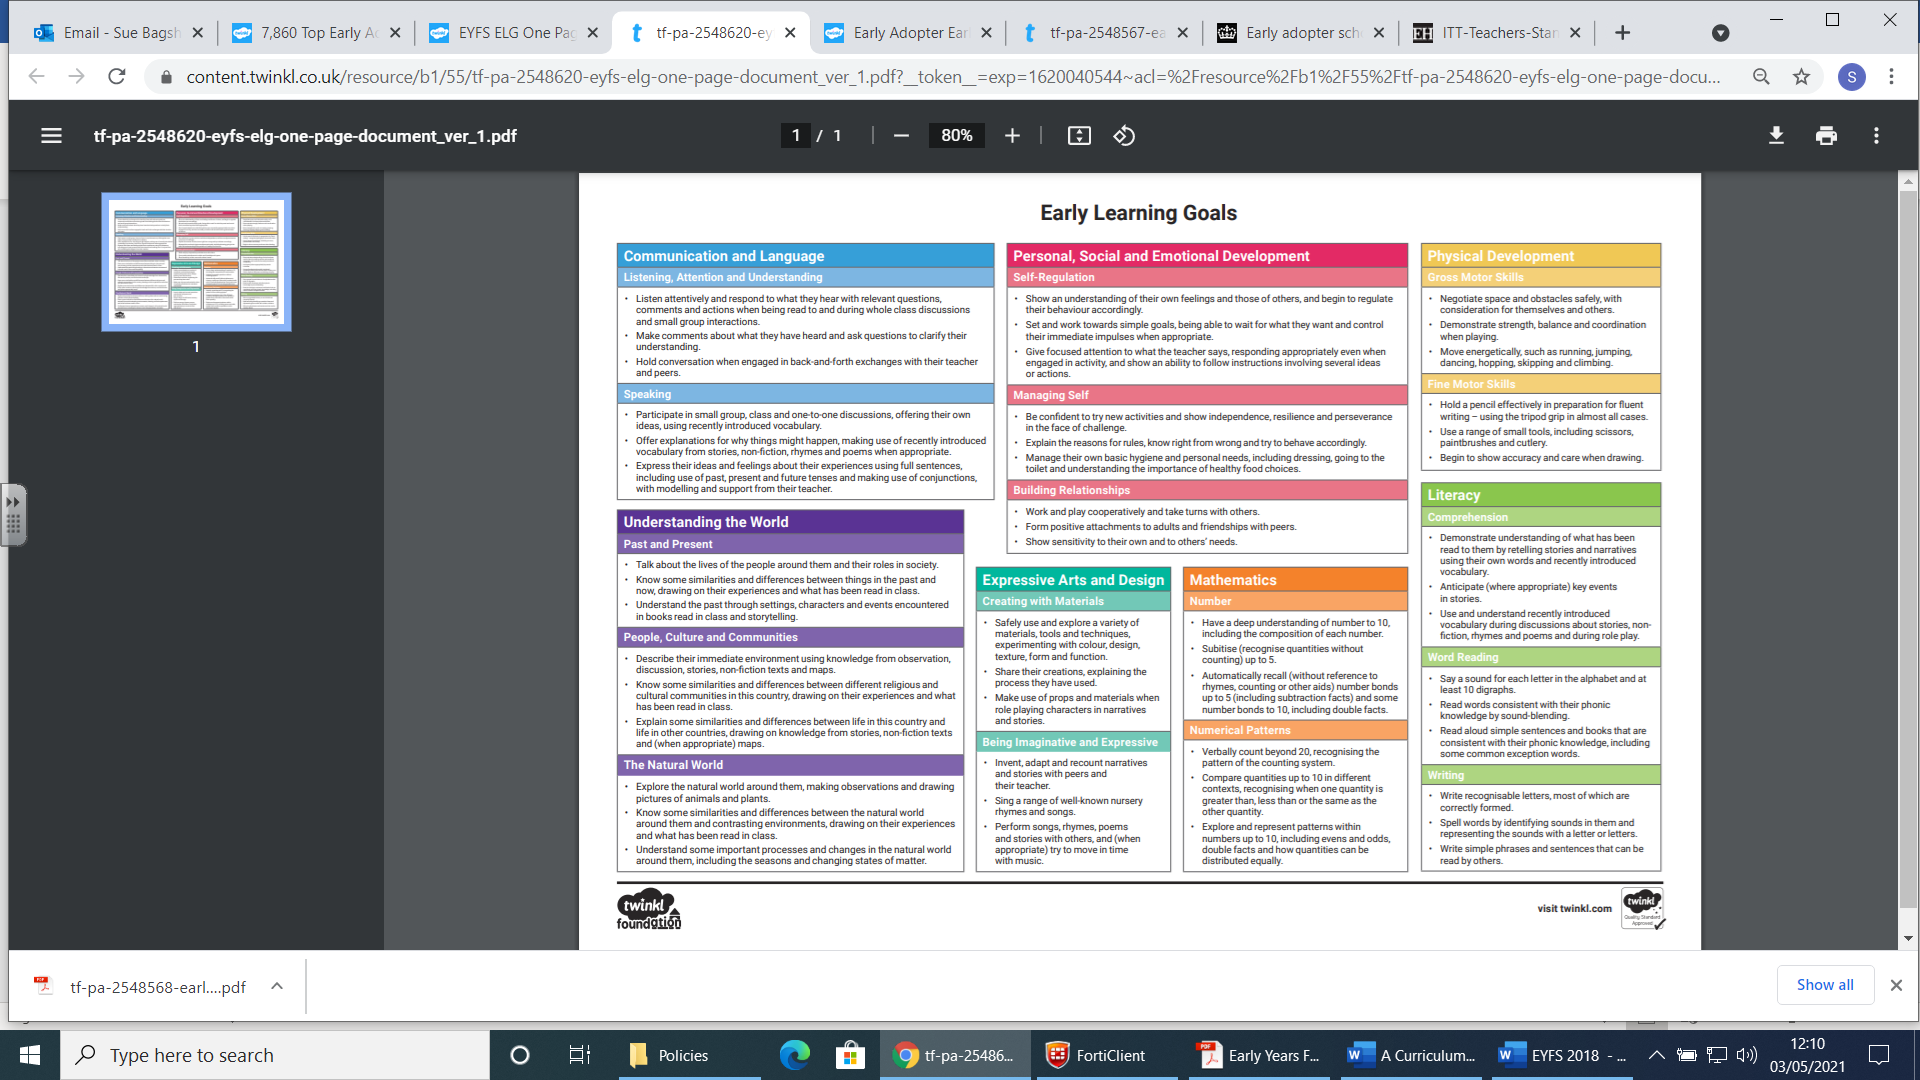 Email - Sue Bagsh
7,860 Top Early Ad
EYFS ELG One Pag
tf-pa-2548620-ey
Early Adopter Earl
tf-pa-2548567-ea
Early adopter sch
ITT-Teachers-Stan
content.twinkl.co.uk/resource/b1/55/tf-pa-2548620-eyfs-elg-one-page-document_ver_1.pdf?__token__=exp=1620040544~acl=%2Fresource%2Fb1%2F55%2Ftf-pa-2548620-eyfs-elg-one-page-docu...
S
tf-pa-2548620-eyfs-elg-one-page-document_ver_1.pdf
1 / 1
80%
1
Early Learning Goals
Communication and Language
Listening, Attention and Understanding
• Listen attentively and respond to what they hear with relevant questions,
comments and actions when being read to and during whole class discussions
and small group interactions.
• Make comments about what they have heard and ask questions to clarify their
understanding.
• Hold conversation when engaged in back-and-forth exchanges with their teacher
and peers.
Speaking
• Participate in small group, class and one-to-one discussions, offering their own
ideas, using recently introduced vocabulary.
• Offer explanations for why things might happen, making use of recently introduced
vocabulary from stories, non-fiction, rhymes and poems when appropriate.
• Express their ideas and feelings about their experiences using full sentences,
including use of past, present and future tenses and making use of conjunctions,
with modelling and support from their teacher.
Understanding the World
Past and Present
• Talk about the lives of the people around them and their roles in society.
• Know some similarities and differences between things in the past and
now, drawing on their experiences and what has been read in class.
• Understand the past through settings, characters and events encountered
in books read in class and storytelling.
People, Culture and Communities
• Describe their immediate environment using knowledge from observation,
discussion, stories, non-fiction texts and maps.
• Know some similarities and differences between different religious and
cultural communities in this country, drawing on their experiences and what
has been read in class.
• Explain some similarities and differences between life in this country and
life in other countries, drawing on knowledge from stories, non-fiction texts
and (when appropriate) maps.
The Natural World
• Explore the natural world around them, making observations and drawing
pictures of animals and plants.
• Know some similarities and differences between the natural world
around them and contrasting environments, drawing on their experiences
and what has been read in class.
• Understand some important processes and changes in the natural world
around them, including the seasons and changing states of matter.
Personal, Social and Emotional Development
Self-Regulation
• Show an understanding of their own feelings and those of others, and begin to regulate
their behaviour accordingly.
• Set and work towards simple goals, being able to wait for what they want and control
their immediate impulses when appropriate.
• Give focused attention to what the teacher says, responding appropriately even when
engaged in activity, and show an ability to follow instructions involving several ideas
or actions.
Managing Self
• Be confident to try new activities and show independence, resilience and perseverance
in the face of challenge.
• Explain the reasons for rules, know right from wrong and try to behave accordingly.
• Manage their own basic hygiene and personal needs, including dressing, going to the
toilet and understanding the importance of healthy food choices.
Building Relationships
• Work and play cooperatively and take turns with others.
• Form positive attachments to adults and friendships with peers.
• Show sensitivity to their own and to others' needs.
Expressive Arts and Design
Creating with Materials
• Safely use and explore a variety of
materials, tools and techniques,
experimenting with colour, design,
texture, form and function.
• Share their creations, explaining the
process they have used.
• Make use of props and materials when
role playing characters in narratives
and stories.
Being Imaginative and Expressive
• Invent, adapt and recount narratives
and stories with peers and
their teacher.
• Sing a range of well-known nursery
rhymes and songs.
• Perform songs, rhymes, poems
and stories with others, and (when
appropriate) try to move in time
with music.
Mathematics
Number
• Have a deep understanding of number to 10,
including the composition of each number.
• Subitise (recognise quantities without
counting) up to 5.
• Automatically recall (without reference to
rhymes, counting or other aids) number bonds
up to 5 (including subtraction facts) and some
number bonds to 10, including double facts.
Numerical Patterns
• Verbally count beyond 20, recognising the
pattern of the counting system.
• Compare quantities up to 10 in different
contexts, recognising when one quantity is
greater than, less than or the same as the
other quantity.
• Explore and represent patterns within
numbers up to 10, including evens and odds,
double facts and how quantities can be
distributed equally.
Physical Development
Gross Motor Skills
• Negotiate space and obstacles safely, with
consideration for themselves and others.
• Demonstrate strength, balance and coordination
when playing.
• Move energetically, such as running, jumping,
dancing, hopping, skipping and climbing.
Fine Motor Skills
• Hold a pencil effectively in preparation for fluent
writing – using the tripod grip in almost all cases.
• Use a range of small tools, including scissors,
paintbrushes and cutlery.
• Begin to show accuracy and care when drawing.
Literacy
Comprehension
• Demonstrate understanding of what has been
read to them by retelling stories and narratives
using their own words and recently introduced
vocabulary.
• Anticipate (where appropriate) key events
in stories.
• Use and understand recently introduced
vocabulary during discussions about stories, non-
fiction, rhymes and poems and during role play.
Word Reading
• Say a sound for each letter in the alphabet and at
least 10 digraphs.
• Read words consistent with their phonic
knowledge by sound-blending.
• Read aloud simple sentences and books that are
consistent with their phonic knowledge, including
some common exception words.
Writing
• Write recognisable letters, most of which are
correctly formed.
• Spell words by identifying sounds in them and
representing the sounds with a letter or letters.
• Write simple phrases and sentences that can be
read by others.
twinkl
foundation
visit twinkl.com
twinkl
Quality Standard
Approved
tf-pa-2548568-earl....pdf
Show all
Type here to search
Policies
tf-pa-25486...
FortiClient
Early Years F...
A Curriculum...
EYFS 2018 - ...
12:10
03/05/2021